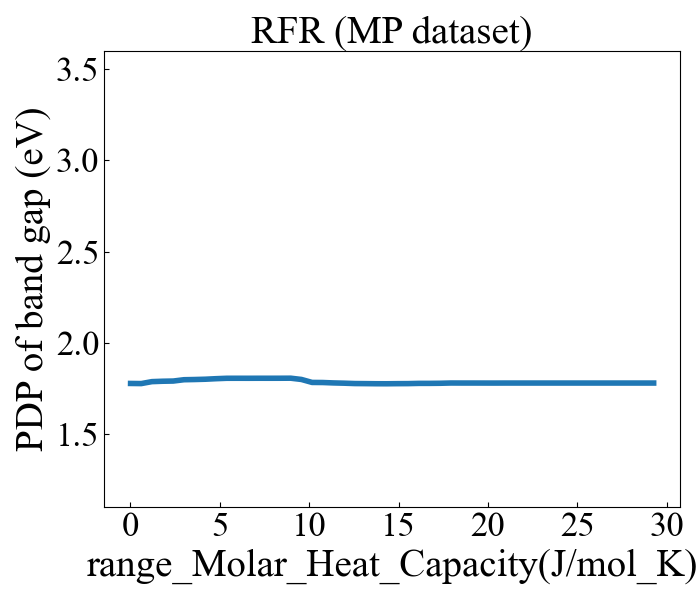 RFR (MP dataset)
PDP of band gap (eV)
3.5
3.0
2.5
2.0
1.5
0 5 10 15 20 25 30
range_Molar_Heat_Capacity(J/mol_K)